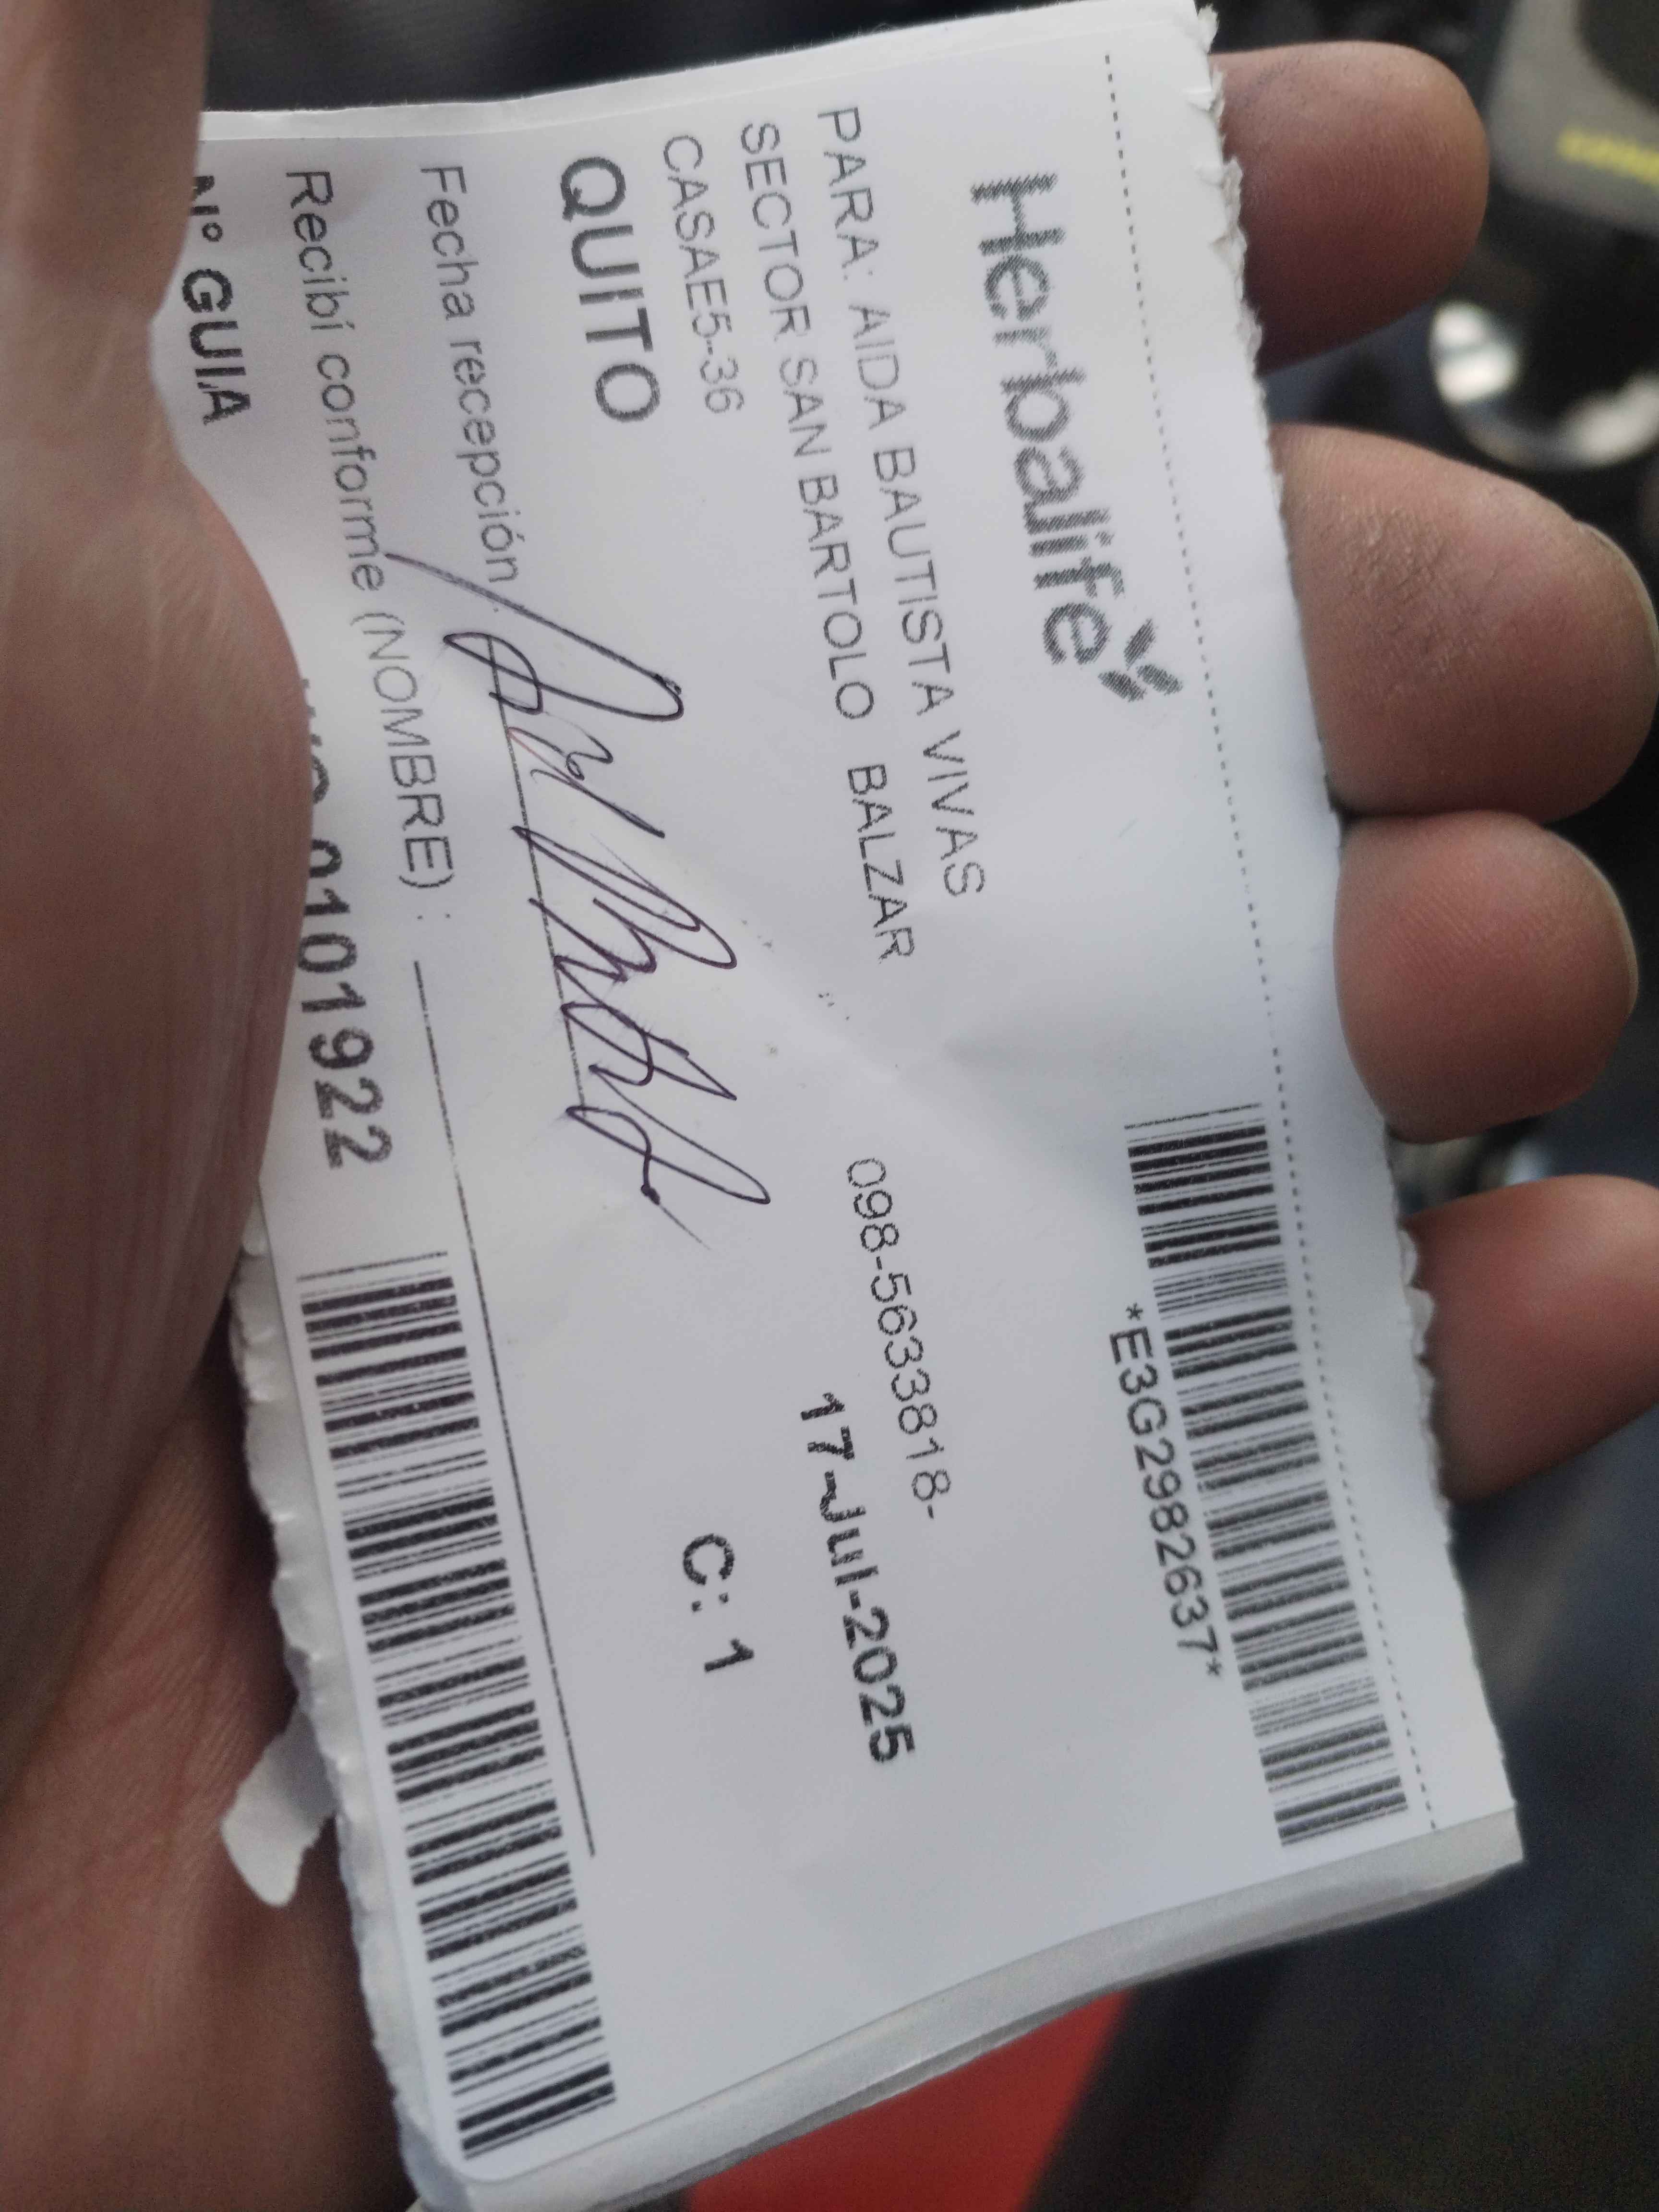 Herbalife
*E3G2982637*
PARA: AIDA BAUTISTA VIVAS
SECTOR SAN BARTOLO BALZAR 098-5633818-
CASAE5-36 17-Jul-2025
QUITO C: 1
Fecha recepción
Recibí conforme (NOMBRE) :
Nº GUIA 0101922